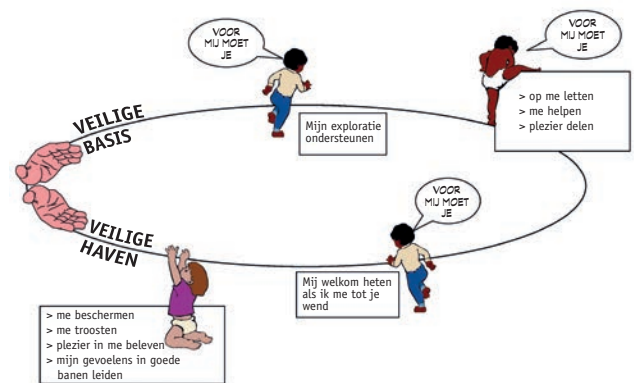 VOOR
MIJ MOET
JE
VOOR
MIJ MOET
JE
> op me letten
> me helpen
> plezier delen
VEILIGE
BASIS
Mijn exploratie
ondersteunen
VOOR
MIJ MOET
JE
VEILIGE
HAVEN
Mij welkom heten
als ik me tot je
wend
> me beschermen
> me troosten
> plezier in me beleven
> mijn gevoelens in goede
banen leiden